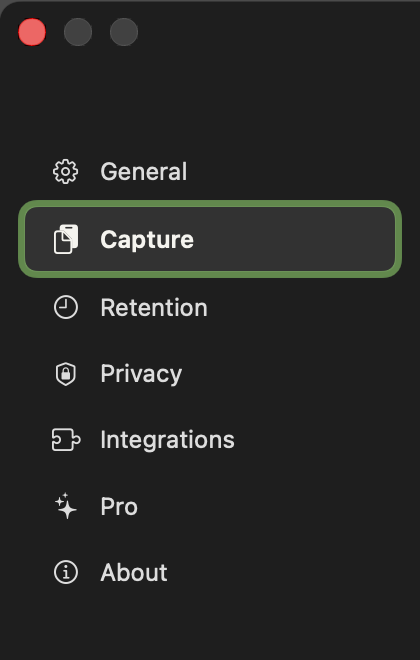 General
Capture
Retention
Privacy
Integrations
Pro
About